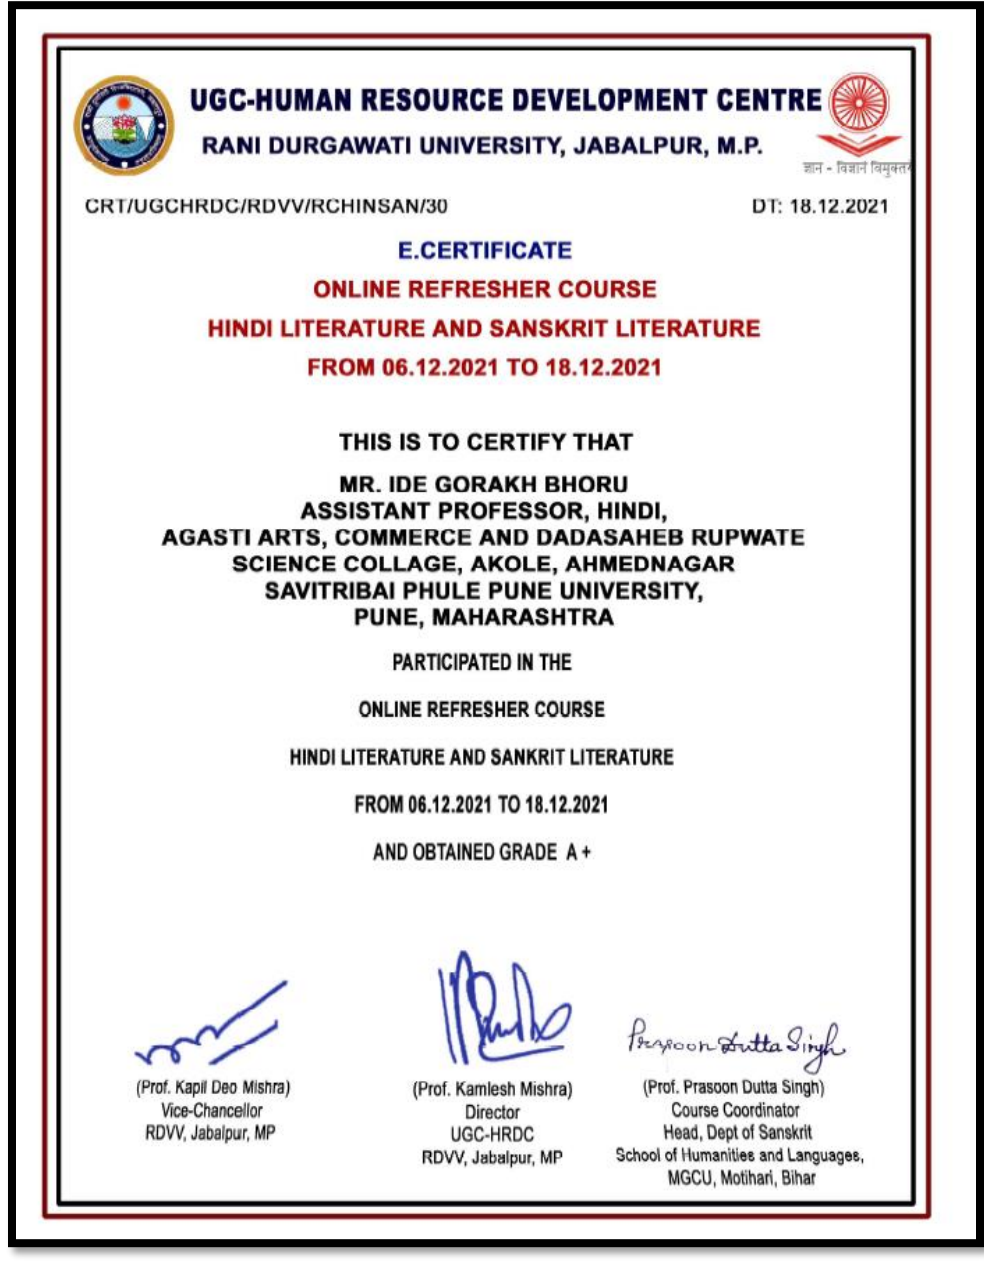 UGC-HUMAN RESOURCE DEVELOPMENT CENTRE
RANI DURGAWATI UNIVERSITY, JABALPUR, M.P.
ज्ञान - विज्ञानं विमुक्तये
CRT/UGCHRDC/RDVV/RCHINSAN/30 DT: 18.12.2021
E.CERTIFICATE
ONLINE REFRESHER COURSE
HINDI LITERATURE AND SANSKRIT LITERATURE
FROM 06.12.2021 TO 18.12.2021
THIS IS TO CERTIFY THAT
MR. IDE GORAKH BHORU
ASSISTANT PROFESSOR, HINDI,
AGASTI ARTS, COMMERCE AND DADASAHEB RUPWATE
SCIENCE COLLAGE, AKOLE, AHMEDNAGAR
SAVITRIBAI PHULE PUNE UNIVERSITY,
PUNE, MAHARASHTRA
PARTICIPATED IN THE
ONLINE REFRESHER COURSE
HINDI LITERATURE AND SANKRIT LITERATURE
FROM 06.12.2021 TO 18.12.2021
AND OBTAINED GRADE A +
Prasoon Dutta Singh
(Prof. Kapil Deo Mishra)
Vice-Chancellor
RDVV, Jabalpur, MP
(Prof. Kamlesh Mishra)
Director
UGC-HRDC
RDVV, Jabalpur, MP
(Prof. Prasoon Dutta Singh)
Course Coordinator
Head, Dept of Sanskrit
School of Humanities and Languages,
MGCU, Motihari, Bihar